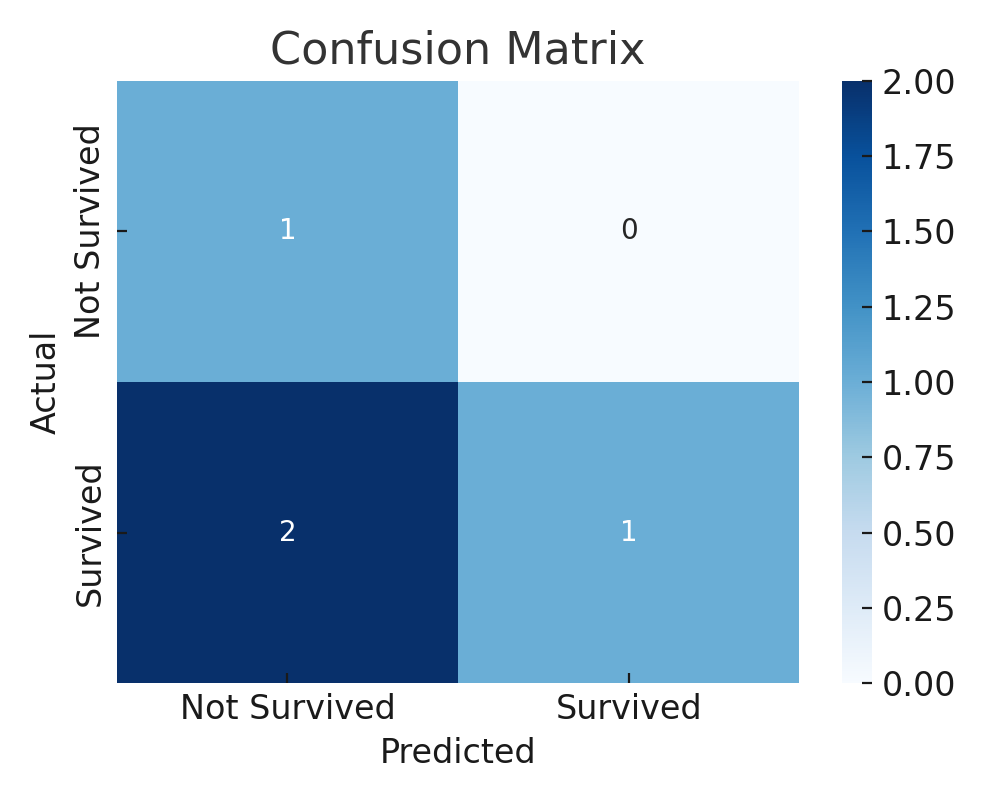 Confusion Matrix
Actual
Not Survived
Survived
1
0
2
1
Not Survived
Survived
Predicted
2.00
1.75
1.50
1.25
1.00
0.75
0.50
0.25
0.00